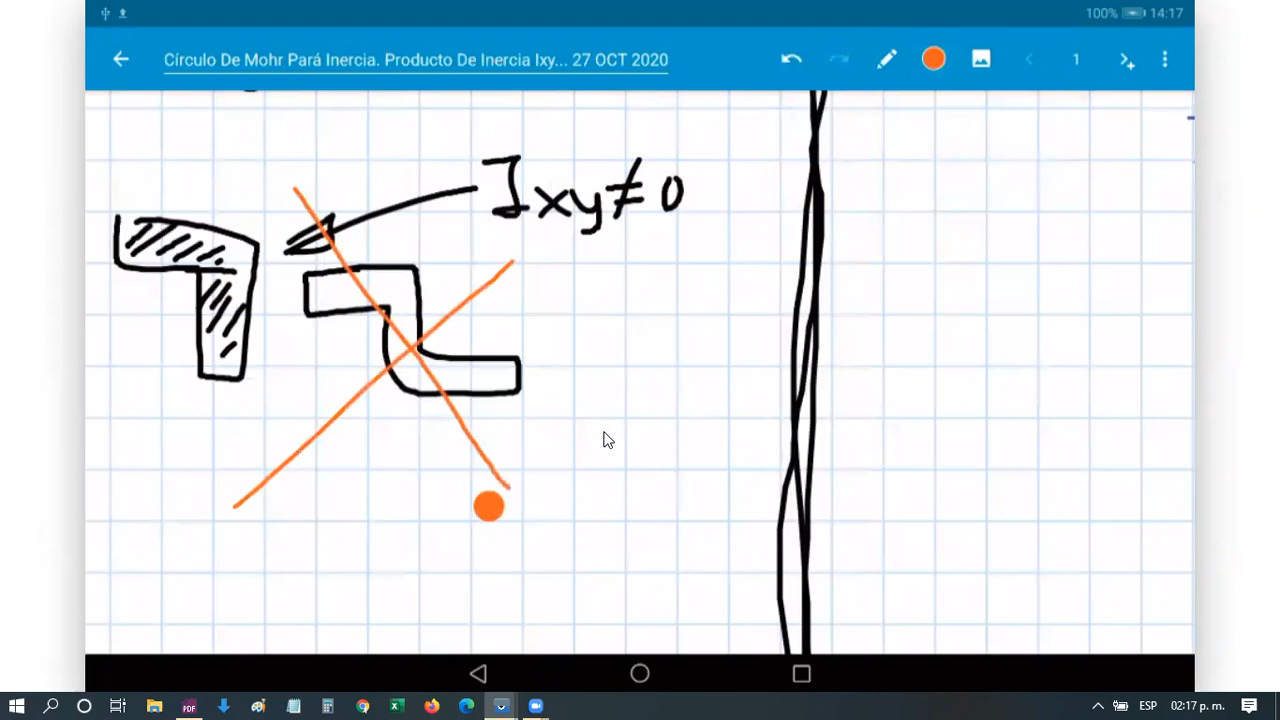 100% 14:17
Círculo De Mohr Pará Inercia. Producto De Inercia Ixy... 27 OCT 2020
1
Ixy≠0
ESP 02:17 p. m.